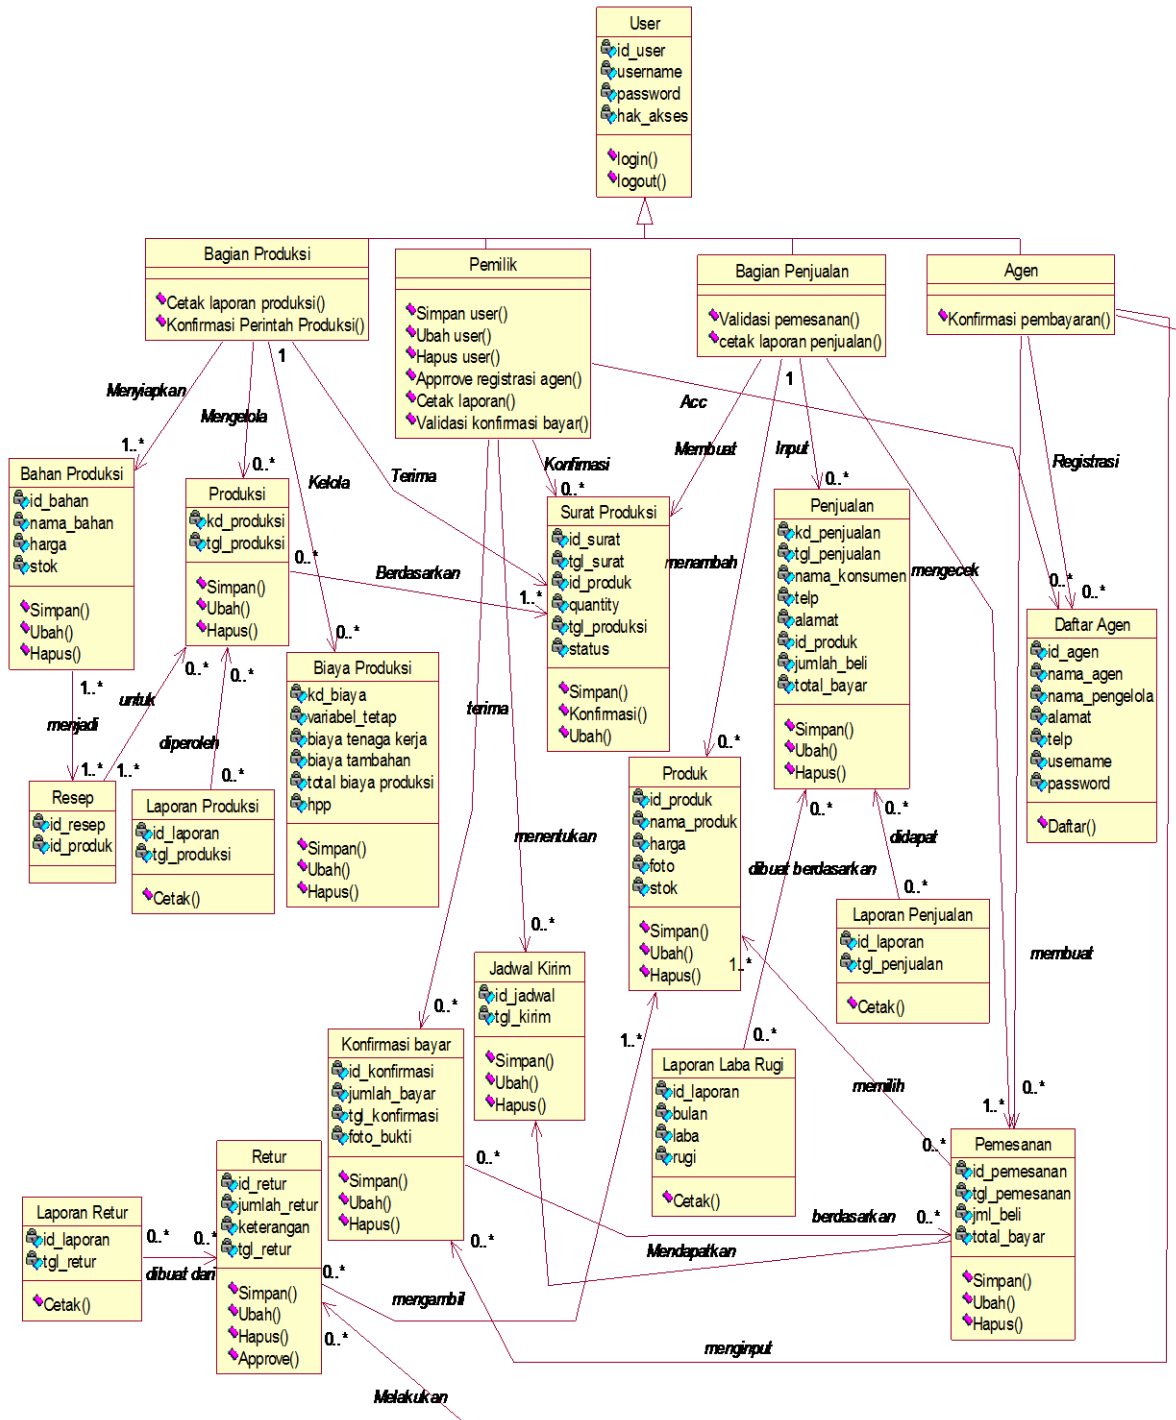 User
id_user
username
password
hak_akses
login()
logout()
Bagian Produksi
Cetak laporan produksi()
Konfirmasi Perintah Produksi()
Pemilik
Simpan user()
Ubah user()
Hapus user()
Apprrove registrasi agen()
Cetak laporan()
Validasi konfirmasi bayar()
Bagian Penjualan
Validasi pemesanan()
cetak laporan penjualan()
Agen
Konfirmasi pembayaran()
1
1
Menyiapkan
Mengelola
Kelola
Terima
Konfirmasi
Membuat
Acc
Input
Registrasi
1..*
0..*
0..*
0..*
Bahan Produksi
id_bahan
nama_bahan
harga
stok
Simpan()
Ubah()
Hapus()
Produksi
kd_produksi
tgl_produksi
Simpan()
Ubah()
Hapus()
0..*
Berdasarkan
1..*
Surat Produksi
id_surat
tgl_surat
id_produk
quantity
tgl_produksi
status
Simpan()
Konfirmasi()
Ubah()
menambah
Penjualan
kd_penjualan
tgl_penjualan
nama_konsumen
telp
alamat
id_produk
jumlah_beli
total_bayar
Simpan()
Ubah()
Hapus()
mengecek
0..*
0..*
Daftar Agen
id_agen
nama_agen
nama_pengelola
alamat
telp
username
password
Daftar()
0..*
Biaya Produksi
kd_biaya
variabel_tetap
biaya tenaga kerja
biaya tambahan
total biaya produksi
hpp
Simpan()
Ubah()
Hapus()
1..*
untuk
0..*
0..*
menjadi
diperoleh
terima
1..*
1..*
0..*
0..*
Resep
id_resep
id_produk
Laporan Produksi
id_laporan
tgl_produksi
Cetak()
Produk
id_produk
nama_produk
harga
foto
stok
Simpan()
Ubah()
Hapus()
menentukan
0..*
0..*
didapat
dibuat berdasarkan
0..*
Laporan Penjualan
id_laporan
tgl_penjualan
Cetak()
0..*
Jadwal Kirim
id_jadwal
tgl_kirim
Simpan()
Ubah()
Hapus()
1..*
membuat
0..*
Konfirmasi bayar
id_konfirmasi
jumlah_bayar
tgl_konfirmasi
foto_bukti
Simpan()
Ubah()
Hapus()
1..*
0..*
Laporan Laba Rugi
id_laporan
bulan
laba
rugi
Cetak()
memilih
0..*
1..*
0..*
Pemesanan
id_pemesanan
tgl_pemesanan
jml_beli
total_bayar
Simpan()
Ubah()
Hapus()
0..*
berdasarkan
0..*
Mendapatkan
Retur
id_retur
jumlah_retur
keterangan
tgl_retur
Simpan()
Ubah()
Hapus()
Approve()
Laporan Retur
id_laporan
tgl_retur
Cetak()
0..*
0..*
dibuat dari
0..*
mengambil
0..*
0..*
menginput
Melakukan